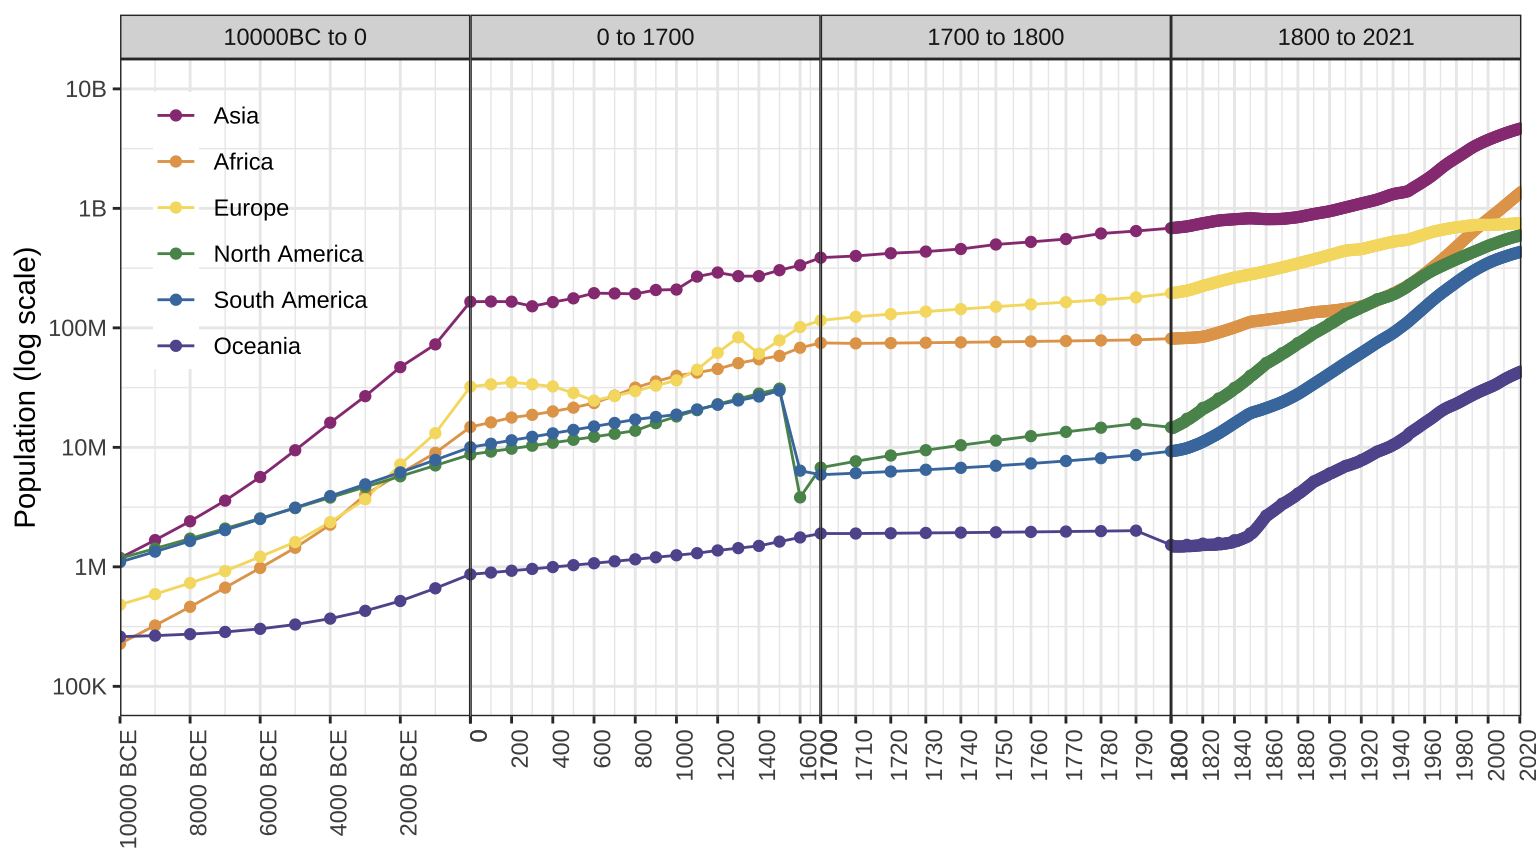 10000BC to 0
0 to 1700
1700 to 1800
1800 to 2021
Population (log scale)
10B
1B
100M
10M
1M
100K
Asia
Africa
Europe
North America
South America
Oceania
10000 BCE
8000 BCE
6000 BCE
4000 BCE
2000 BCE
0
200
400
600
800
1000
1200
1400
1600
1700
1710
1720
1730
1740
1750
1760
1770
1780
1790
1800
1820
1840
1860
1880
1900
1920
1940
1960
1980
2000
2020